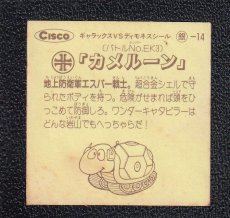 CISCO ギャラックスVSディモネスシール 銀-14
(バトルNo.EK3)
『カメルーン』
地上防衛軍エスパー戦士。超合金シェルで守
られたボディを持つ。危険がせまれば頭をひ
っこめて防御しろ。ワンダーキャタピラーは
どんな岩山でもへっちゃらだ！